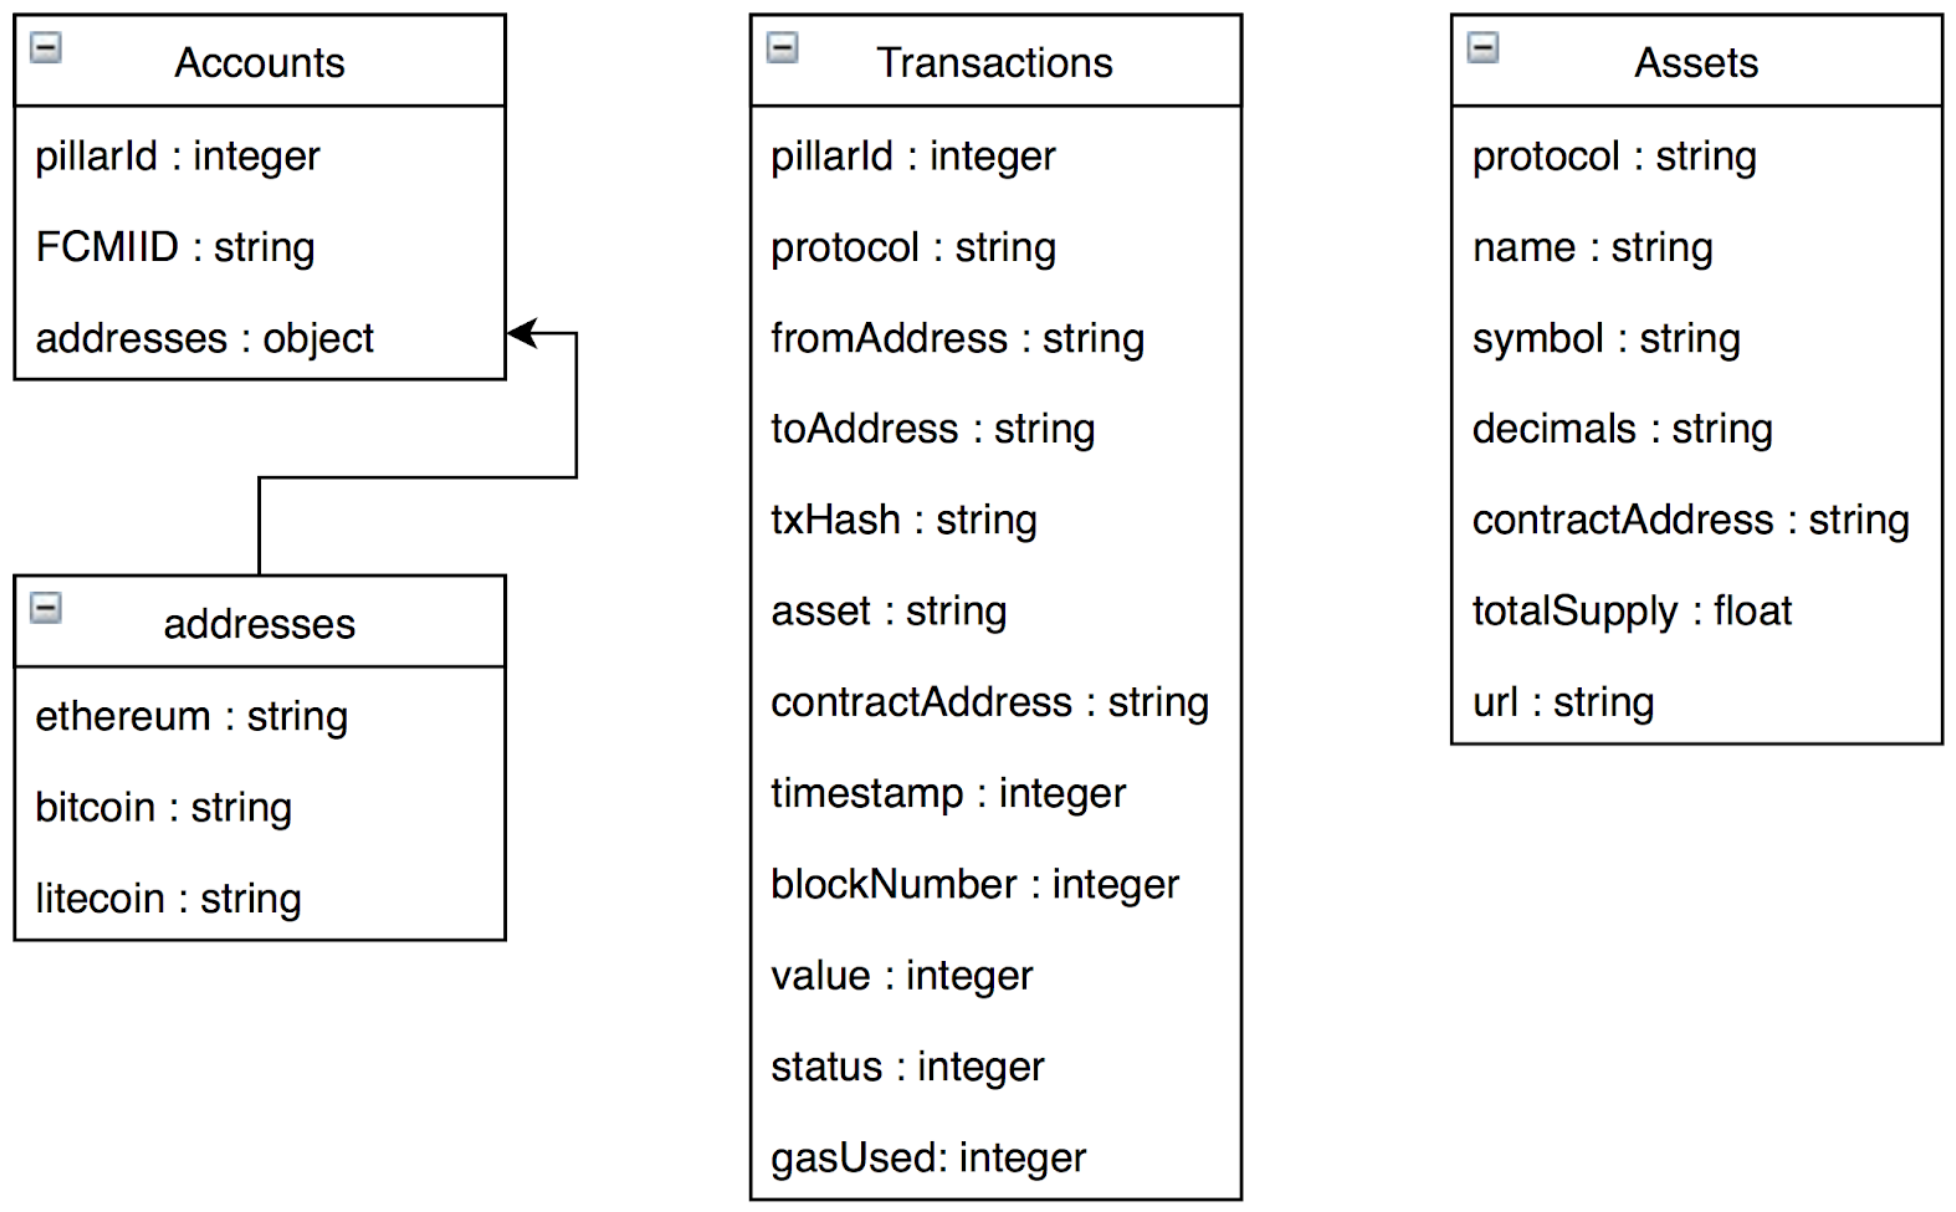 Accounts
pillarId : integer
FCMIID : string
addresses : object
addresses
ethereum : string
bitcoin : string
litecoin : string
Transactions
pillarId : integer
protocol : string
fromAddress : string
toAddress : string
txHash : string
asset : string
contractAddress : string
timestamp : integer
blockNumber : integer
value : integer
status : integer
gasUsed: integer
Assets
protocol : string
name : string
symbol : string
decimals : string
contractAddress : string
totalSupply : float
url : string